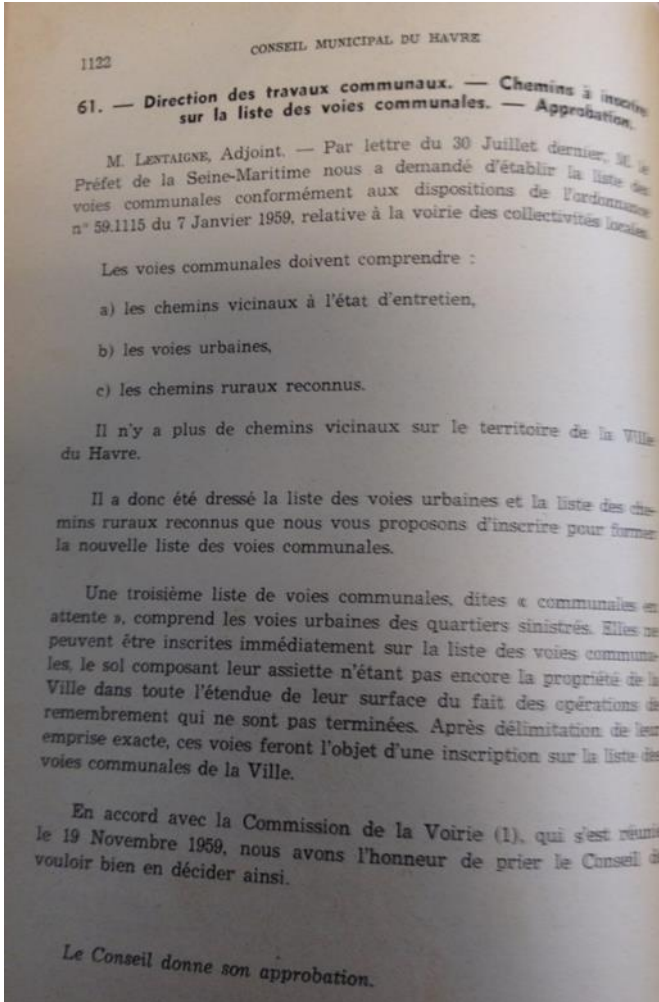 1122
CONSEIL MUNICIPAL DU HAVRE
61. — Direction des travaux communaux. — Chemins à inscrire
sur la liste des voies communales. — Approbation.
M. LENTAIGNE, Adjoint. — Par lettre du 30 Juillet dernier, M. le
Préfet de la Seine-Maritime nous a demandé d'établir la liste des
voies communales conformément aux dispositions de l'ordonnance
n° 59.1115 du 7 Janvier 1959, relative à la voirie des collectivités locales.
Les voies communales doivent comprendre :
a) les chemins vicinaux à l'état d'entretien,
b) les voies urbaines,
c) les chemins ruraux reconnus.
Il n'y a plus de chemins vicinaux sur le territoire de la Ville
du Havre.
Il a donc été dressé la liste des voies urbaines et la liste des che-
mins ruraux reconnus que nous vous proposons d'inscrire pour former
la nouvelle liste des voies communales.
Une troisième liste de voies communales, dites « communales en
attente », comprend les voies urbaines des quartiers sinistrés. Elles ne
peuvent être inscrites immédiatement sur la liste des voies communa-
les, le sol composant leur assiette n'étant pas encore la propriété de la
Ville dans toute l'étendue de leur surface du fait des opérations de
remembrement qui ne sont pas terminées. Après délimitation de leur
emprise exacte, ces voies feront l'objet d'une inscription sur la liste des
voies communales de la Ville.
En accord avec la Commission de la Voirie (1), qui s'est réuni
le 19 Novembre 1959, nous avons l'honneur de prier le Conseil d
vouloir bien en décider ainsi.
Le Conseil donne son approbation.